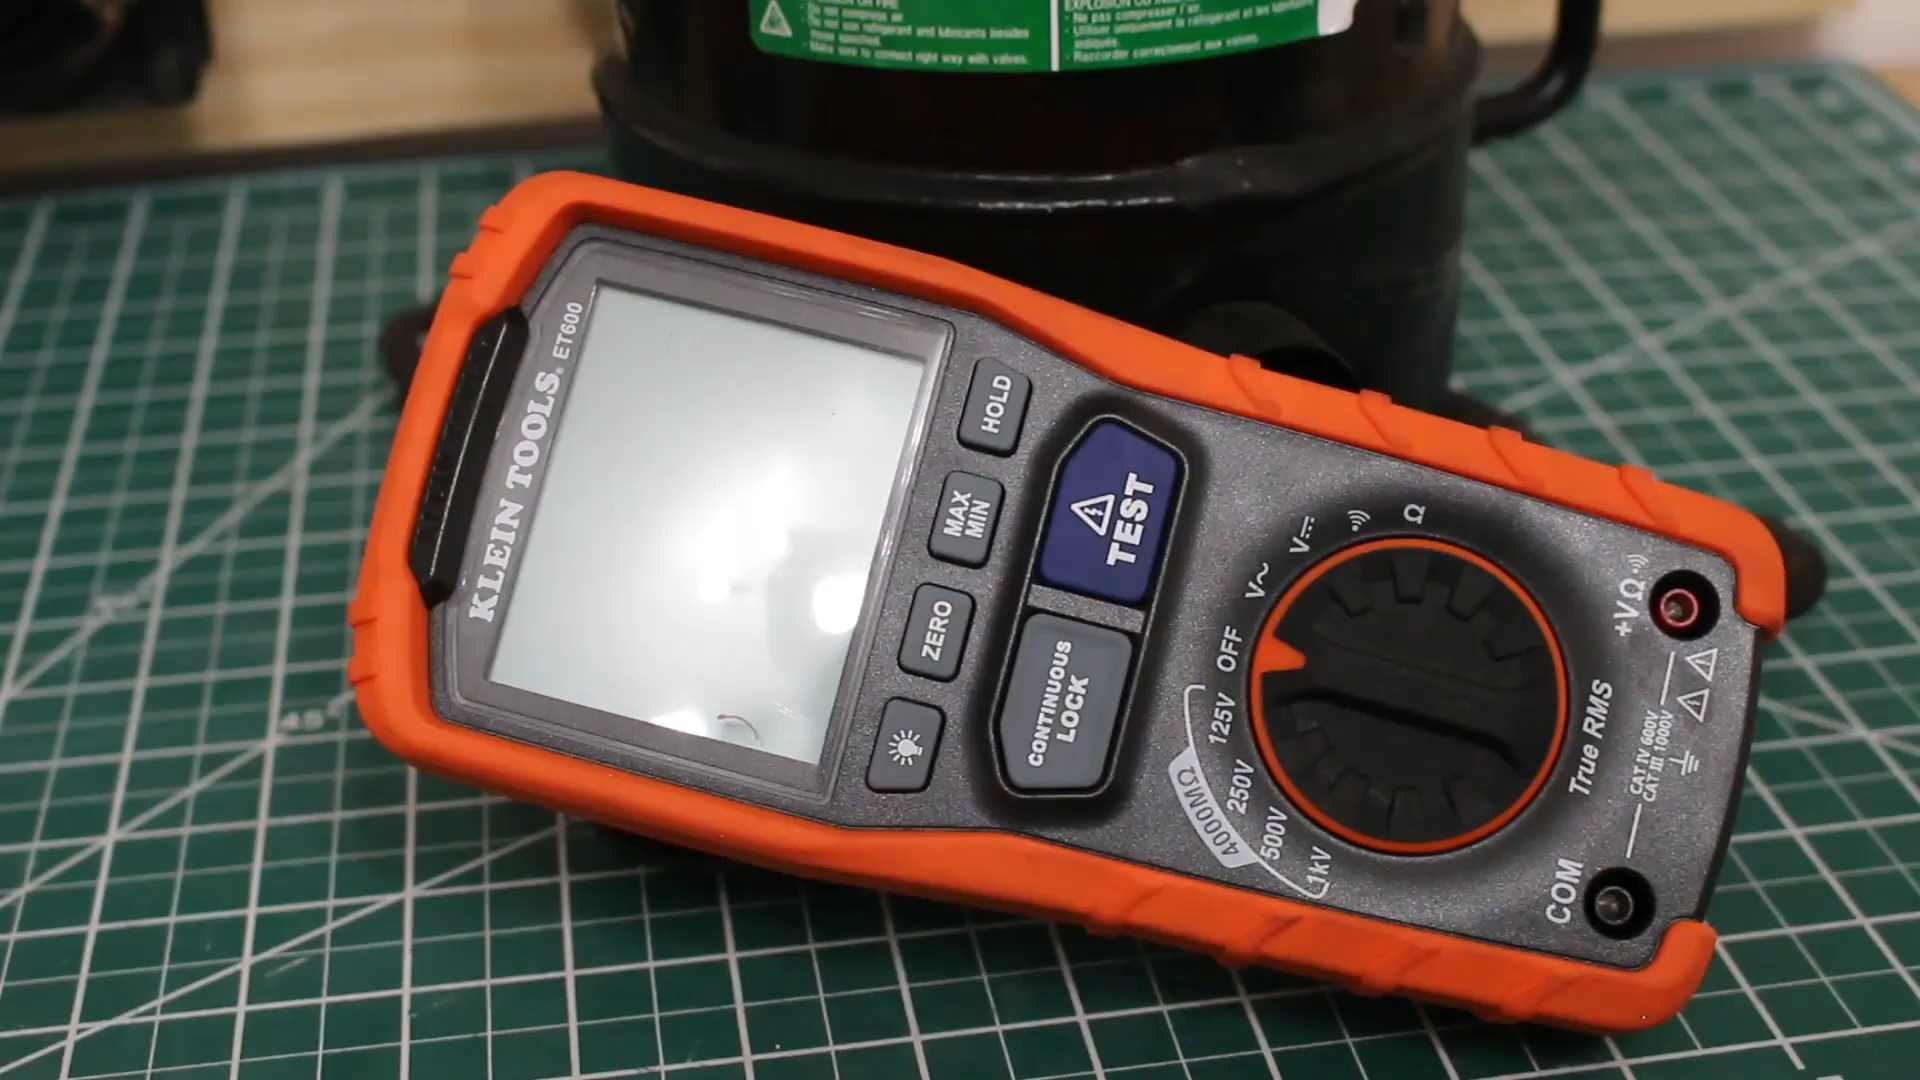 - Do not compress air.
- Do not use refrigerant and lubricants besides
those specified.
- Make sure to connect right way with valves.
- Ne pas compresser l'air.
- Utiliser uniquement le réfrigérant et les lubrifiants
indiqués.
- Raccorder correctement aux valves.
KLEIN TOOLS® ET600
HOLD
MAX
MIN
ZERO
TEST
CONTINUOUS
LOCK
Ω
V⎓
V~
OFF
125V
250V
500V
1kV
4000MΩ
True RMS
+VΩ
CAT IV 600V
CAT III 1000V
COM
45°